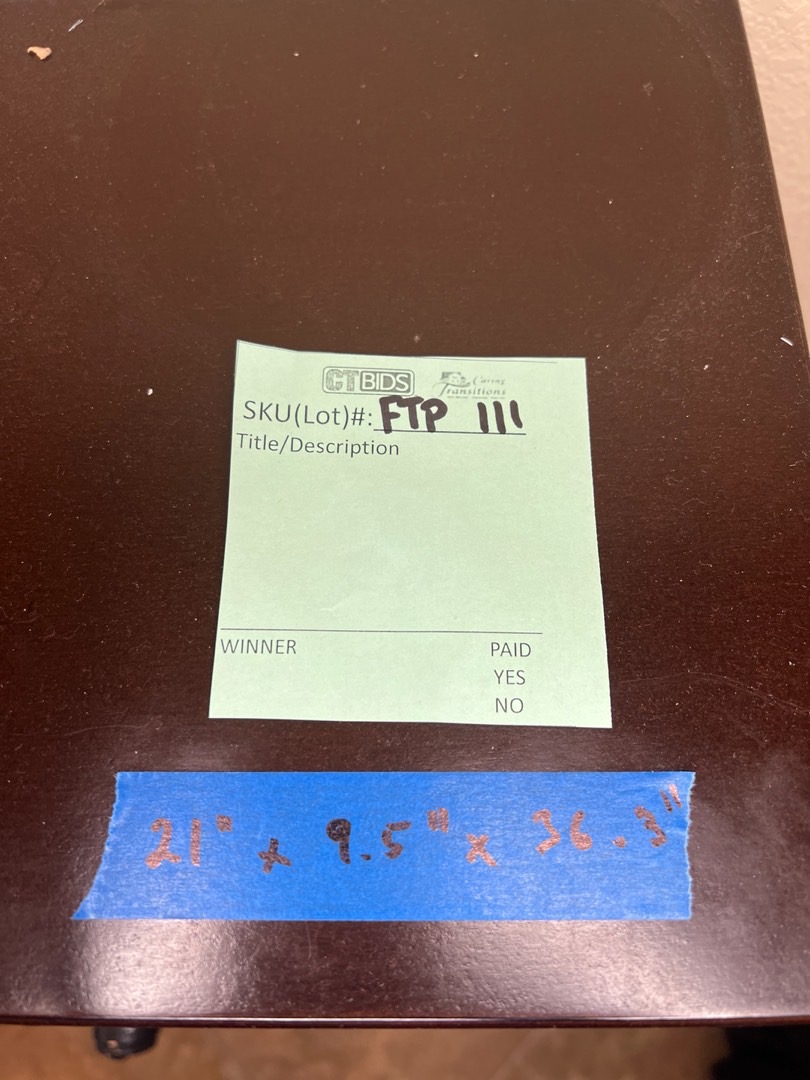 CTBIDS Caring Transitions
SKU(Lot)#: FTP 111
Title/Description
WINNER PAID
YES
NO
21" x 9.5" x 36.3"